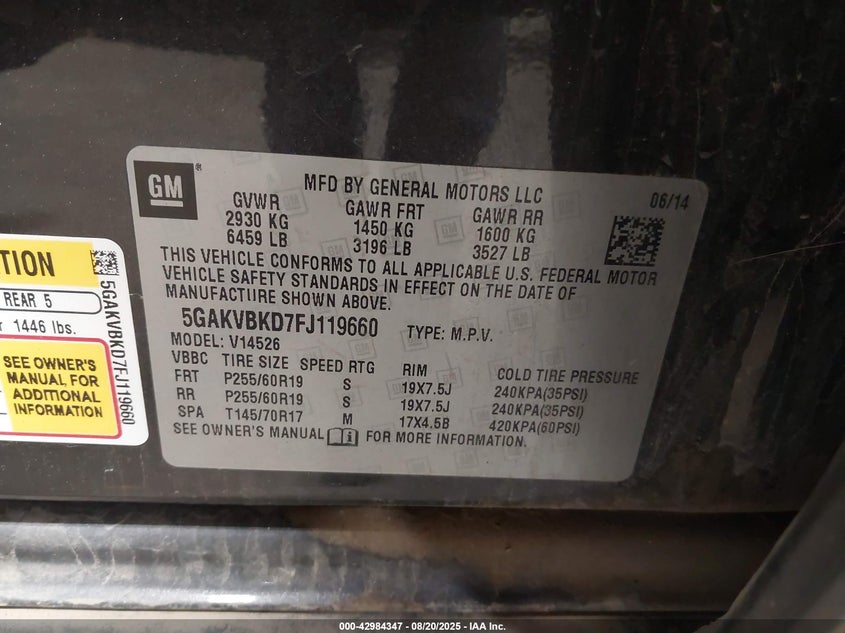 GM
MFD BY GENERAL MOTORS LLC
06/14
GVWR GAWR FRT GAWR RR
2930 KG 1450 KG 1600 KG
6459 LB 3196 LB 3527 LB
THIS VEHICLE CONFORMS TO ALL APPLICABLE U.S. FEDERAL MOTOR
VEHICLE SAFETY STANDARDS IN EFFECT ON THE DATE OF
MANUFACTURE SHOWN ABOVE.
5GAKVBKD7FJ119660 TYPE: M.P.V.
MODEL: V14526
VBBC TIRE SIZE SPEED RTG RIM COLD TIRE PRESSURE
FRT P255/60R19 S 19X7.5J 240KPA(35PSI)
RR P255/60R19 S 19X7.5J 240KPA(35PSI)
SPA T145/70R17 M 17X4.5B 420KPA(60PSI)
SEE OWNER'S MANUAL i FOR MORE INFORMATION.
REAR 5
1446 lbs.
SEE OWNER'S
MANUAL FOR
ADDITIONAL
INFORMATION
5GAKVBKD7FJ119660
000-42984347 - 08/20/2025 - IAA Inc.